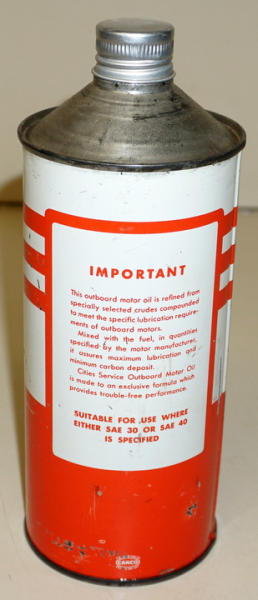 IMPORTANT
This outboard motor oil is refined from
specially selected crudes compounded
to meet the specific lubrication require-
ments of outboard motors.
Mixed with the fuel, in quantities
specified by the motor manufacturer,
it assures maximum lubrication and
minimum carbon deposit.
Cities Service Outboard Motor Oil
is made to an exclusive formula which
provides trouble-free performance.
SUITABLE FOR USE WHERE
EITHER SAE 30 OR SAE 40
IS SPECIFIED
CANCO